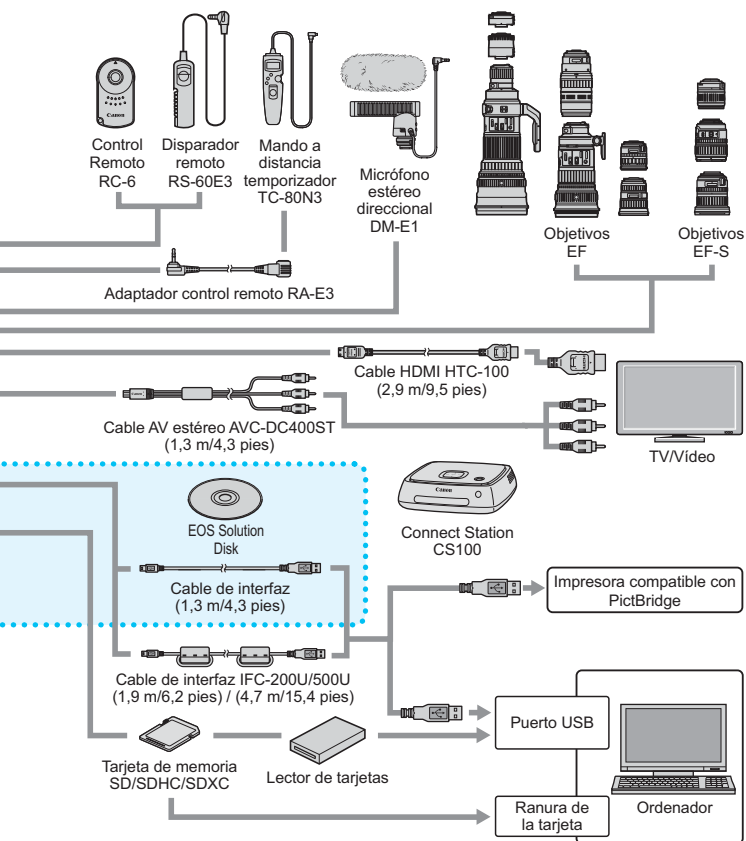 Canon
Control
Remoto
RC-6
Disparador
remoto
RS-60E3
Mando a
distancia
temporizador
TC-80N3
Micrófono
estéreo
direccional
DM-E1
Objetivos
EF
Objetivos
EF-S
Adaptador control remoto RA-E3
Cable HDMI HTC-100
(2,9 m/9,5 pies)
Cable AV estéreo AVC-DC400ST
(1,3 m/4,3 pies)
TV/Vídeo
EOS Solution
Disk
Canon
Connect Station
CS100
Cable de interfaz
(1,3 m/4,3 pies)
Impresora compatible con
PictBridge
Cable de interfaz IFC-200U/500U
(1,9 m/6,2 pies) / (4,7 m/15,4 pies)
Puerto USB
Tarjeta de memoria
SD/SDHC/SDXC
Lector de tarjetas
Ranura de
la tarjeta
Ordenador